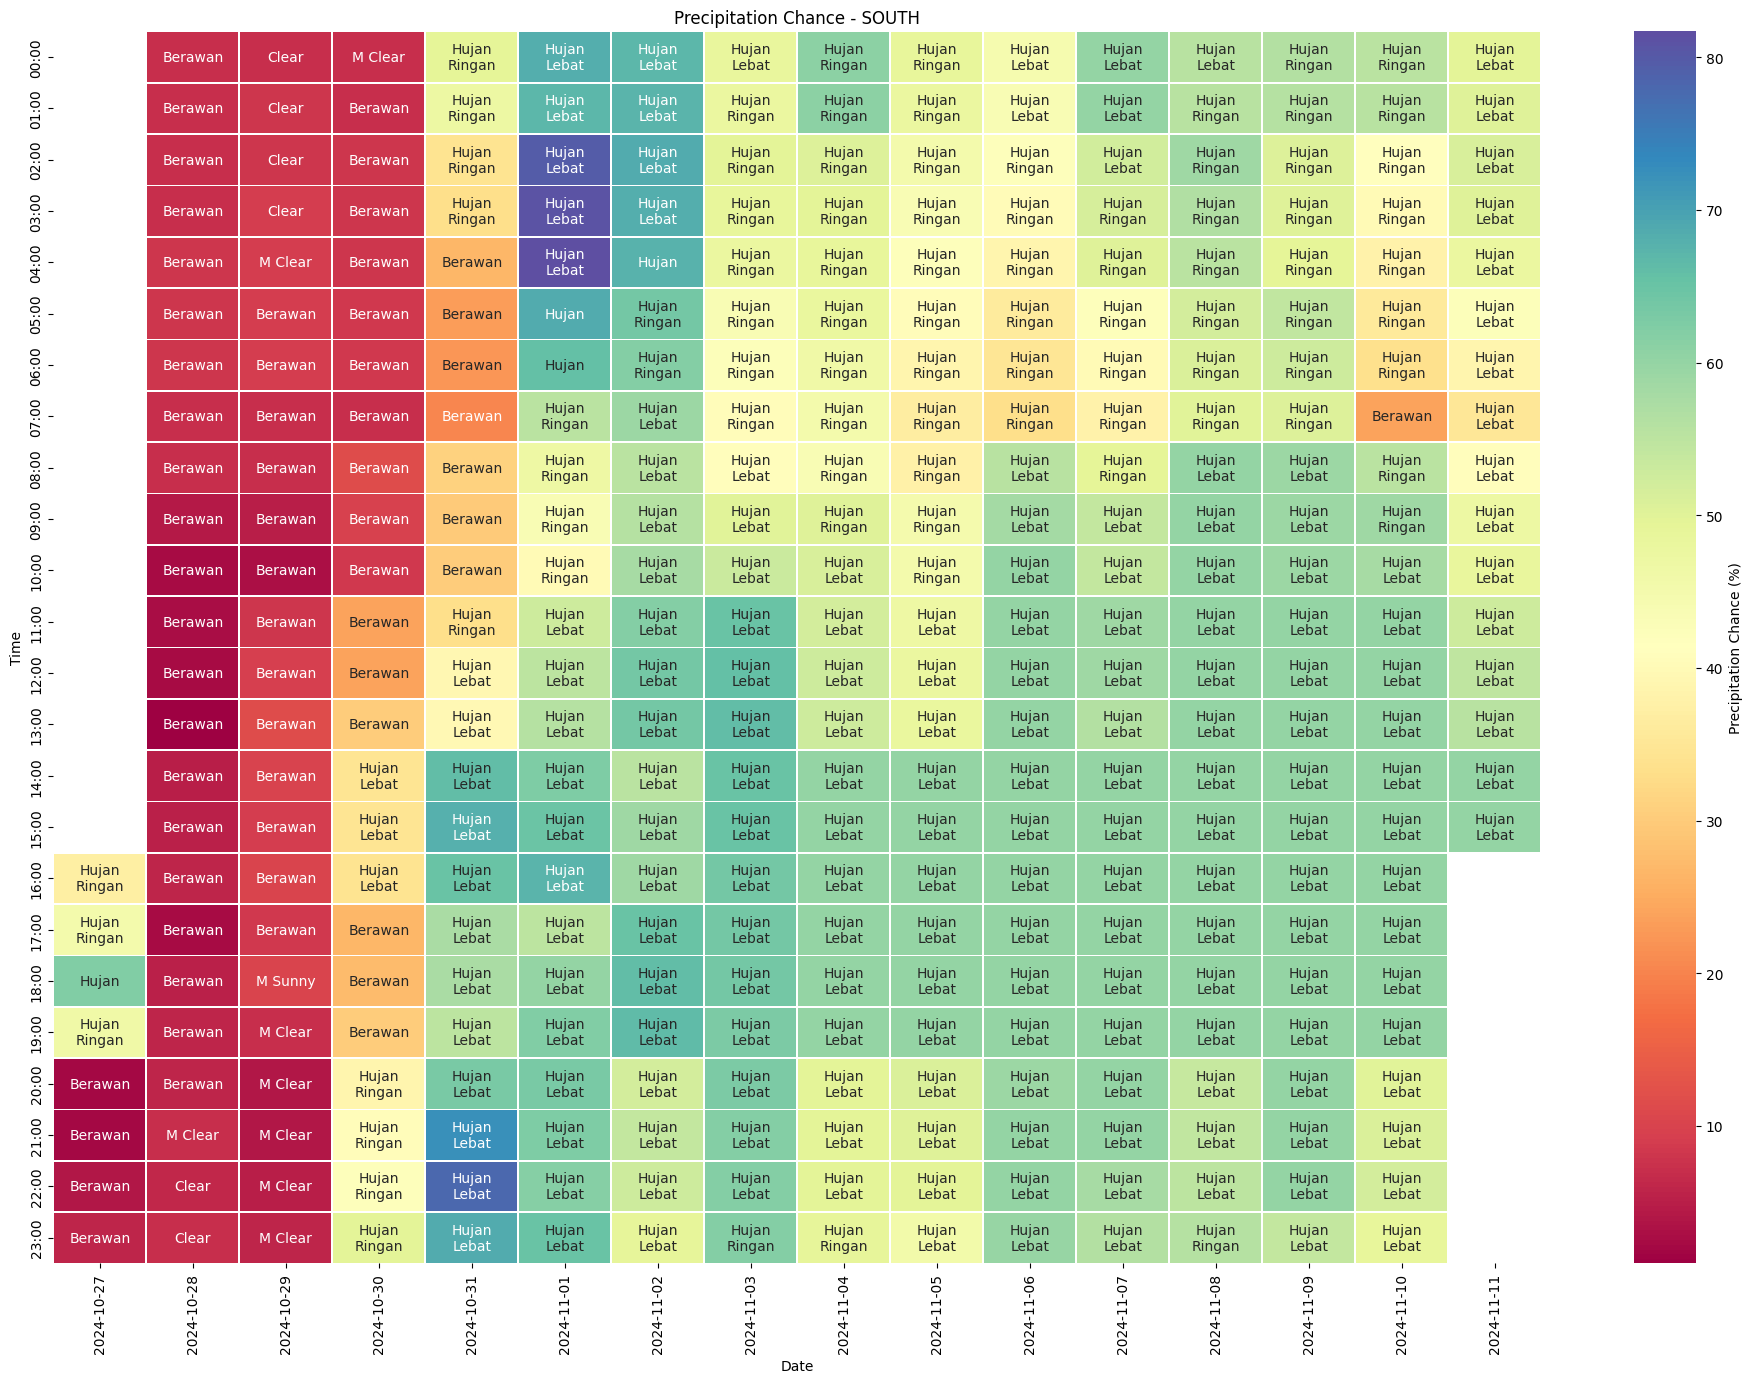 Precipitation Chance - SOUTH
00:00 Berawan Clear M Clear Hujan Ringan Hujan Lebat Hujan Lebat Hujan Lebat Hujan Ringan Hujan Ringan Hujan Lebat Hujan Lebat Hujan Lebat Hujan Ringan Hujan Ringan Hujan Lebat
01:00 Berawan Clear Berawan Hujan Ringan Hujan Lebat Hujan Lebat Hujan Ringan Hujan Ringan Hujan Ringan Hujan Lebat Hujan Lebat Hujan Ringan Hujan Ringan Hujan Ringan Hujan Lebat
02:00 Berawan Clear Berawan Hujan Ringan Hujan Lebat Hujan Lebat Hujan Ringan Hujan Ringan Hujan Ringan Hujan Ringan Hujan Lebat Hujan Ringan Hujan Ringan Hujan Ringan Hujan Lebat
03:00 Berawan Clear Berawan Hujan Ringan Hujan Lebat Hujan Lebat Hujan Ringan Hujan Ringan Hujan Ringan Hujan Ringan Hujan Ringan Hujan Ringan Hujan Ringan Hujan Ringan Hujan Lebat
04:00 Berawan M Clear Berawan Berawan Hujan Lebat Hujan Hujan Ringan Hujan Ringan Hujan Ringan Hujan Ringan Hujan Ringan Hujan Ringan Hujan Ringan Hujan Ringan Hujan Lebat
05:00 Berawan Berawan Berawan Berawan Hujan Hujan Ringan Hujan Ringan Hujan Ringan Hujan Ringan Hujan Ringan Hujan Ringan Hujan Ringan Hujan Ringan Hujan Ringan Hujan Lebat
06:00 Berawan Berawan Berawan Berawan Hujan Hujan Ringan Hujan Ringan Hujan Ringan Hujan Ringan Hujan Ringan Hujan Ringan Hujan Ringan Hujan Ringan Hujan Ringan Hujan Lebat
07:00 Berawan Berawan Berawan Berawan Hujan Ringan Hujan Lebat Hujan Ringan Hujan Ringan Hujan Ringan Hujan Ringan Hujan Ringan Hujan Ringan Hujan Ringan Berawan Hujan Lebat
08:00 Berawan Berawan Berawan Berawan Hujan Ringan Hujan Lebat Hujan Lebat Hujan Ringan Hujan Ringan Hujan Lebat Hujan Ringan Hujan Lebat Hujan Lebat Hujan Ringan Hujan Lebat
09:00 Berawan Berawan Berawan Berawan Hujan Ringan Hujan Lebat Hujan Lebat Hujan Ringan Hujan Ringan Hujan Lebat Hujan Lebat Hujan Lebat Hujan Lebat Hujan Ringan Hujan Lebat
10:00 Berawan Berawan Berawan Berawan Hujan Ringan Hujan Lebat Hujan Lebat Hujan Lebat Hujan Ringan Hujan Lebat Hujan Lebat Hujan Lebat Hujan Lebat Hujan Lebat Hujan Lebat
11:00 Berawan Berawan Berawan Hujan Ringan Hujan Lebat Hujan Lebat Hujan Lebat Hujan Lebat Hujan Lebat Hujan Lebat Hujan Lebat Hujan Lebat Hujan Lebat Hujan Lebat Hujan Lebat
12:00 Berawan Berawan Berawan Hujan Lebat Hujan Lebat Hujan Lebat Hujan Lebat Hujan Lebat Hujan Lebat Hujan Lebat Hujan Lebat Hujan Lebat Hujan Lebat Hujan Lebat Hujan Lebat
13:00 Berawan Berawan Berawan Hujan Lebat Hujan Lebat Hujan Lebat Hujan Lebat Hujan Lebat Hujan Lebat Hujan Lebat Hujan Lebat Hujan Lebat Hujan Lebat Hujan Lebat Hujan Lebat
14:00 Berawan Berawan Hujan Lebat Hujan Lebat Hujan Lebat Hujan Lebat Hujan Lebat Hujan Lebat Hujan Lebat Hujan Lebat Hujan Lebat Hujan Lebat Hujan Lebat Hujan Lebat Hujan Lebat
15:00 Berawan Berawan Hujan Lebat Hujan Lebat Hujan Lebat Hujan Lebat Hujan Lebat Hujan Lebat Hujan Lebat Hujan Lebat Hujan Lebat Hujan Lebat Hujan Lebat Hujan Lebat Hujan Lebat
16:00 Hujan Ringan Berawan Berawan Hujan Lebat Hujan Lebat Hujan Lebat Hujan Lebat Hujan Lebat Hujan Lebat Hujan Lebat Hujan Lebat Hujan Lebat Hujan Lebat Hujan Lebat Hujan Lebat
17:00 Hujan Ringan Berawan Berawan Berawan Hujan Lebat Hujan Lebat Hujan Lebat Hujan Lebat Hujan Lebat Hujan Lebat Hujan Lebat Hujan Lebat Hujan Lebat Hujan Lebat Hujan Lebat
18:00 Hujan Berawan M Sunny Berawan Hujan Lebat Hujan Lebat Hujan Lebat Hujan Lebat Hujan Lebat Hujan Lebat Hujan Lebat Hujan Lebat Hujan Lebat Hujan Lebat Hujan Lebat
19:00 Hujan Ringan Berawan M Clear Berawan Hujan Lebat Hujan Lebat Hujan Lebat Hujan Lebat Hujan Lebat Hujan Lebat Hujan Lebat Hujan Lebat Hujan Lebat Hujan Lebat Hujan Lebat
20:00 Berawan Berawan M Clear Hujan Ringan Hujan Lebat Hujan Lebat Hujan Lebat Hujan Lebat Hujan Lebat Hujan Lebat Hujan Lebat Hujan Lebat Hujan Lebat Hujan Lebat Hujan Lebat
21:00 Berawan M Clear M Clear Hujan Ringan Hujan Lebat Hujan Lebat Hujan Lebat Hujan Lebat Hujan Lebat Hujan Lebat Hujan Lebat Hujan Lebat Hujan Lebat Hujan Lebat Hujan Lebat
22:00 Berawan Clear M Clear Hujan Ringan Hujan Lebat Hujan Lebat Hujan Lebat Hujan Lebat Hujan Lebat Hujan Lebat Hujan Lebat Hujan Lebat Hujan Lebat Hujan Lebat Hujan Lebat
23:00 Berawan Clear M Clear Hujan Ringan Hujan Lebat Hujan Lebat Hujan Lebat Hujan Ringan Hujan Ringan Hujan Lebat Hujan Lebat Hujan Lebat Hujan Ringan Hujan Lebat Hujan Lebat
Time
2024-10-27 2024-10-28 2024-10-29 2024-10-30 2024-10-31 2024-11-01 2024-11-02 2024-11-03 2024-11-04 2024-11-05 2024-11-06 2024-11-07 2024-11-08 2024-11-09 2024-11-10 2024-11-11
Date
80
70
60
50
40
30
20
10
Precipitation Chance (%)